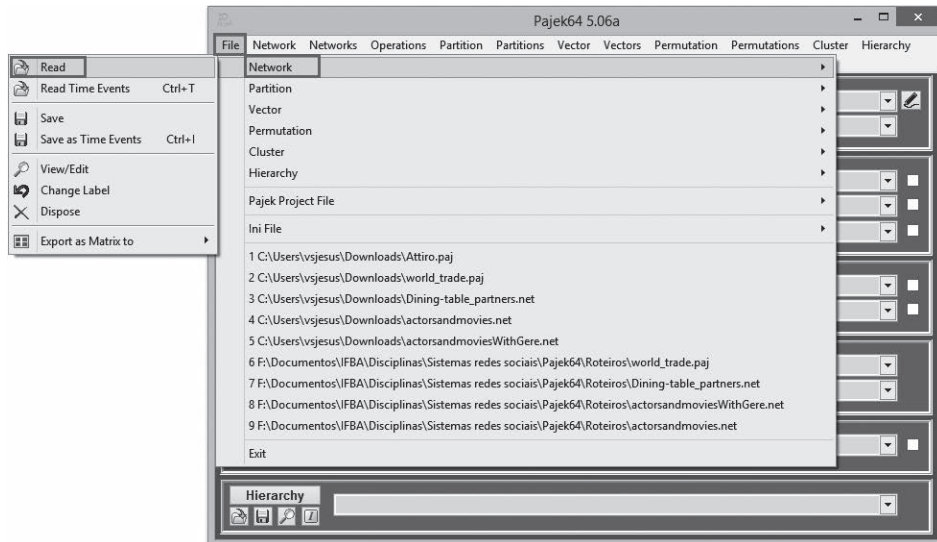 Pajek64 5.06a
File Network Networks Operations Partition Partitions Vector Vectors Permutation Permutations Cluster Hierarchy
Read
Read Time Events Ctrl+T
Save
Save as Time Events Ctrl+I
View/Edit
Change Label
Dispose
Export as Matrix to
Network
Partition
Vector
Permutation
Cluster
Hierarchy
Pajek Project File
Ini File
1 C:\Users\vsjesus\Downloads\Attiro.paj
2 C:\Users\vsjesus\Downloads\world_trade.paj
3 C:\Users\vsjesus\Downloads\Dining-table_partners.net
4 C:\Users\vsjesus\Downloads\actorsandmovies.net
5 C:\Users\vsjesus\Downloads\actorsandmoviesWithGere.net
6 F:\Documentos\IFBA\Disciplinas\Sistemas redes sociais\Pajek64\Roteiros\world_trade.paj
7 F:\Documentos\IFBA\Disciplinas\Sistemas redes sociais\Pajek64\Roteiros\Dining-table_partners.net
8 F:\Documentos\IFBA\Disciplinas\Sistemas redes sociais\Pajek64\Roteiros\actorsandmoviesWithGere.net
9 F:\Documentos\IFBA\Disciplinas\Sistemas redes sociais\Pajek64\Roteiros\actorsandmovies.net
Exit
Hierarchy